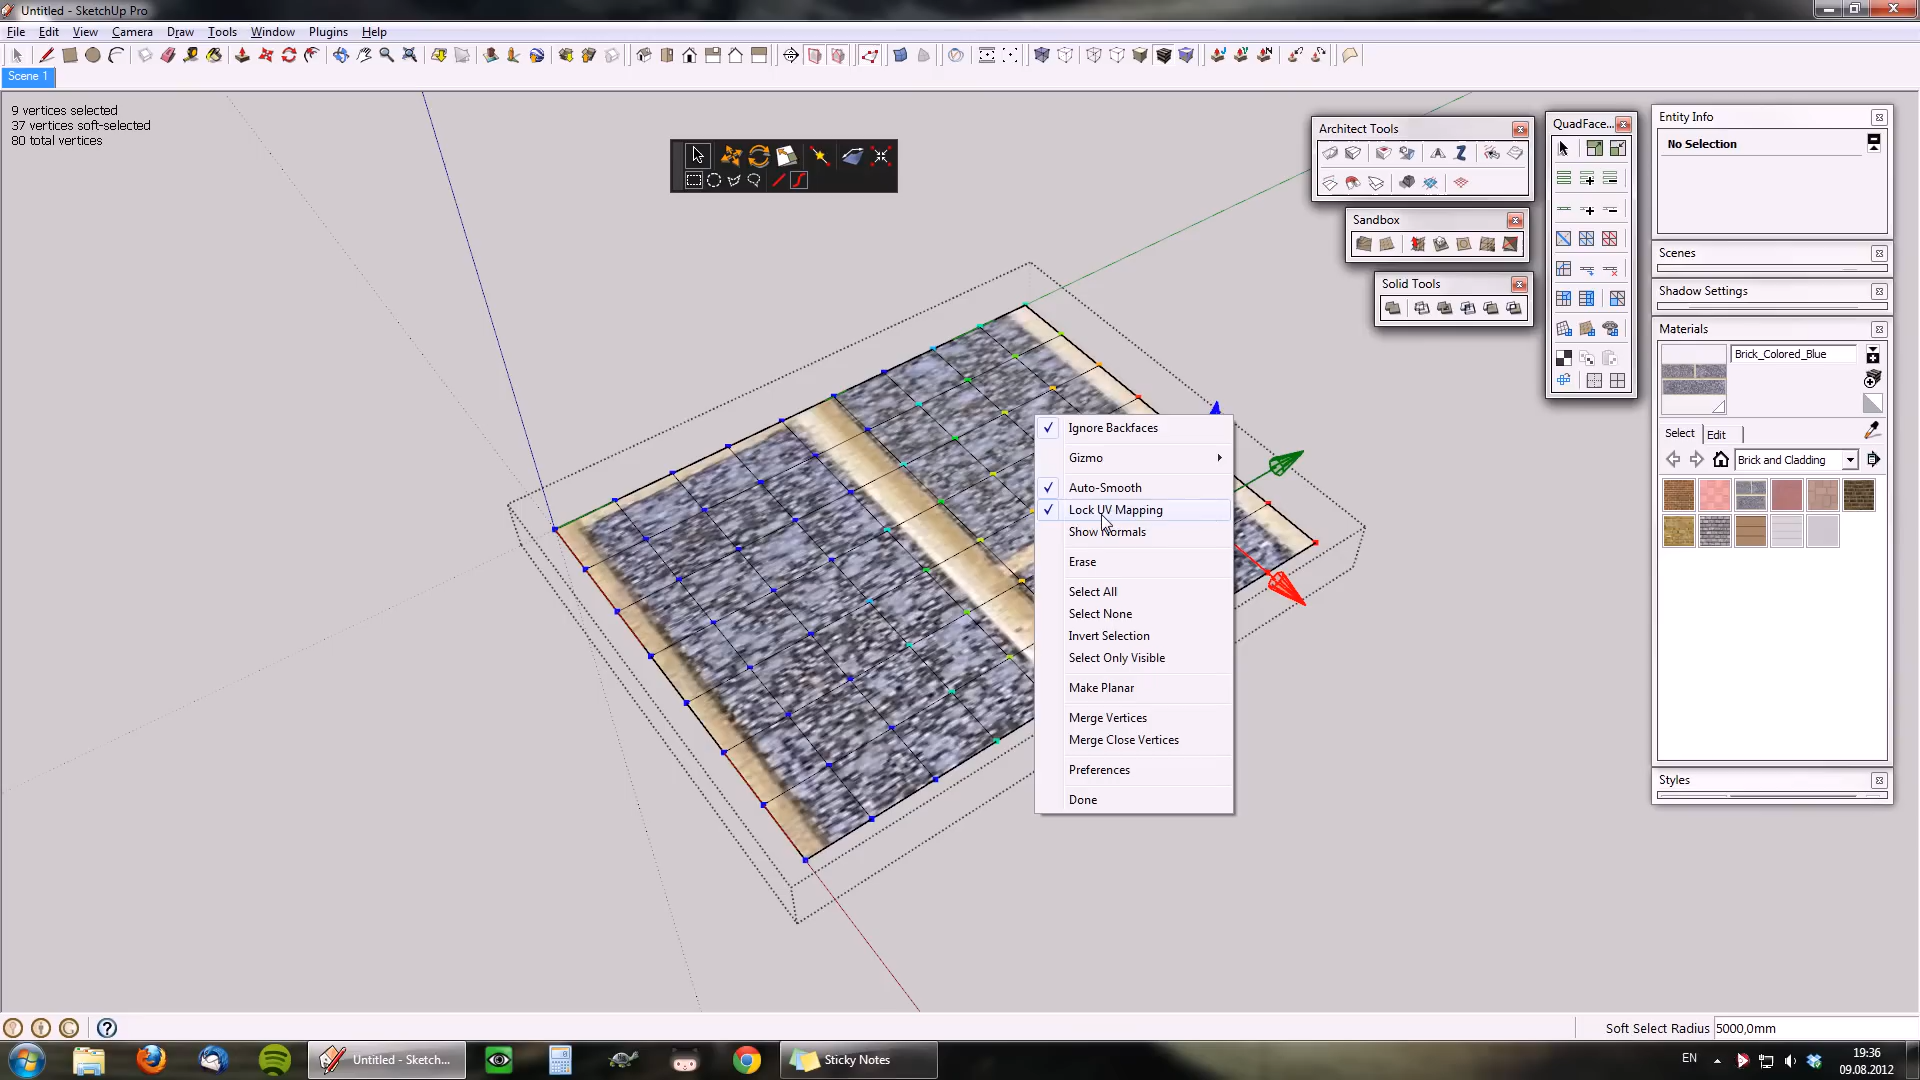 Untitled - SketchUp Pro
File Edit View Camera Draw Tools Window Plugins Help
Scene 1
9 vertices selected
37 vertices soft-selected
80 total vertices
Architect Tools
Sandbox
Solid Tools
QuadFace...
Entity Info
No Selection
Scenes
Shadow Settings
Materials
Brick_Colored_Blue
Select Edit
Brick and Cladding
Styles
Ignore Backfaces
Gizmo
Auto-Smooth
Lock UV Mapping
Show Normals
Erase
Select All
Select None
Invert Selection
Select Only Visible
Make Planar
Merge Vertices
Merge Close Vertices
Preferences
Done
Soft Select Radius 5000,0mm
Untitled - Sketch...
Sticky Notes
EN
19:36
09.08.2012